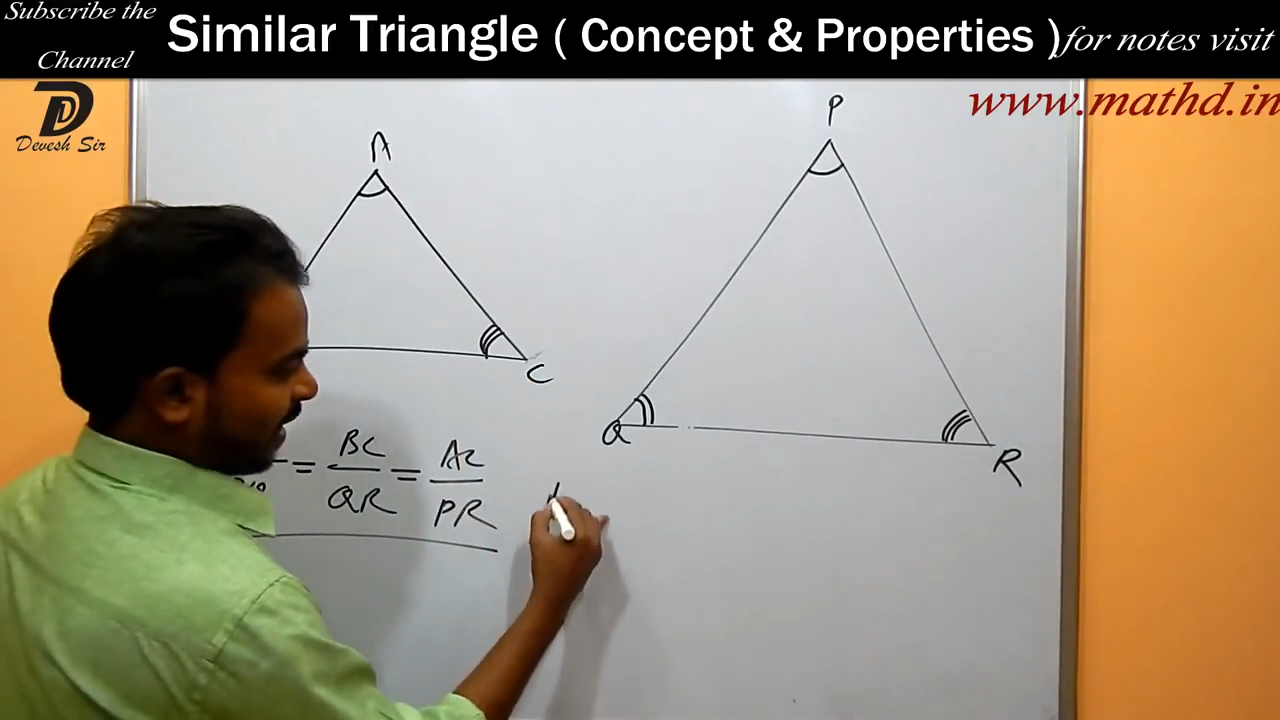 Subscribe the
Channel
Similar Triangle ( Concept & Properties )
for notes visit
www.mathd.in
D
Devesh Sir
A
P
C
Q
R
= BC/QR = AC/PR